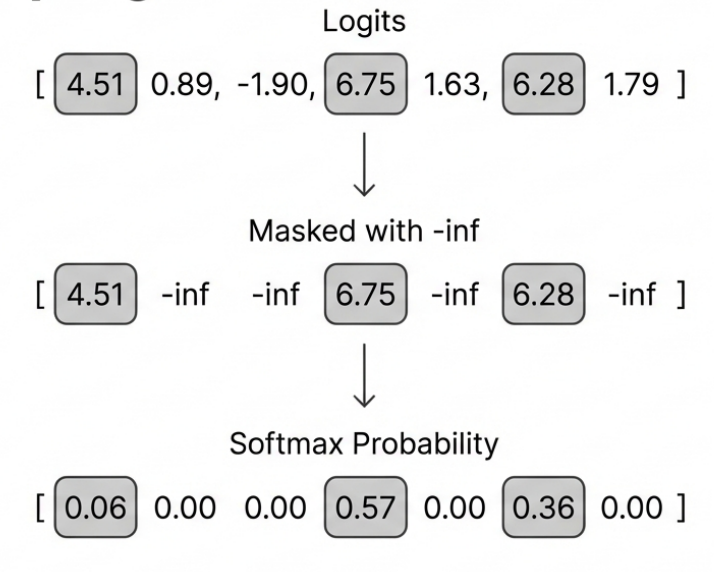 Logits
[ 4.51 0.89, -1.90, 6.75 1.63, 6.28 1.79 ]
Masked with -inf
[ 4.51 -inf -inf 6.75 -inf 6.28 -inf ]
Softmax Probability
[ 0.06 0.00 0.00 0.57 0.00 0.36 0.00 ]